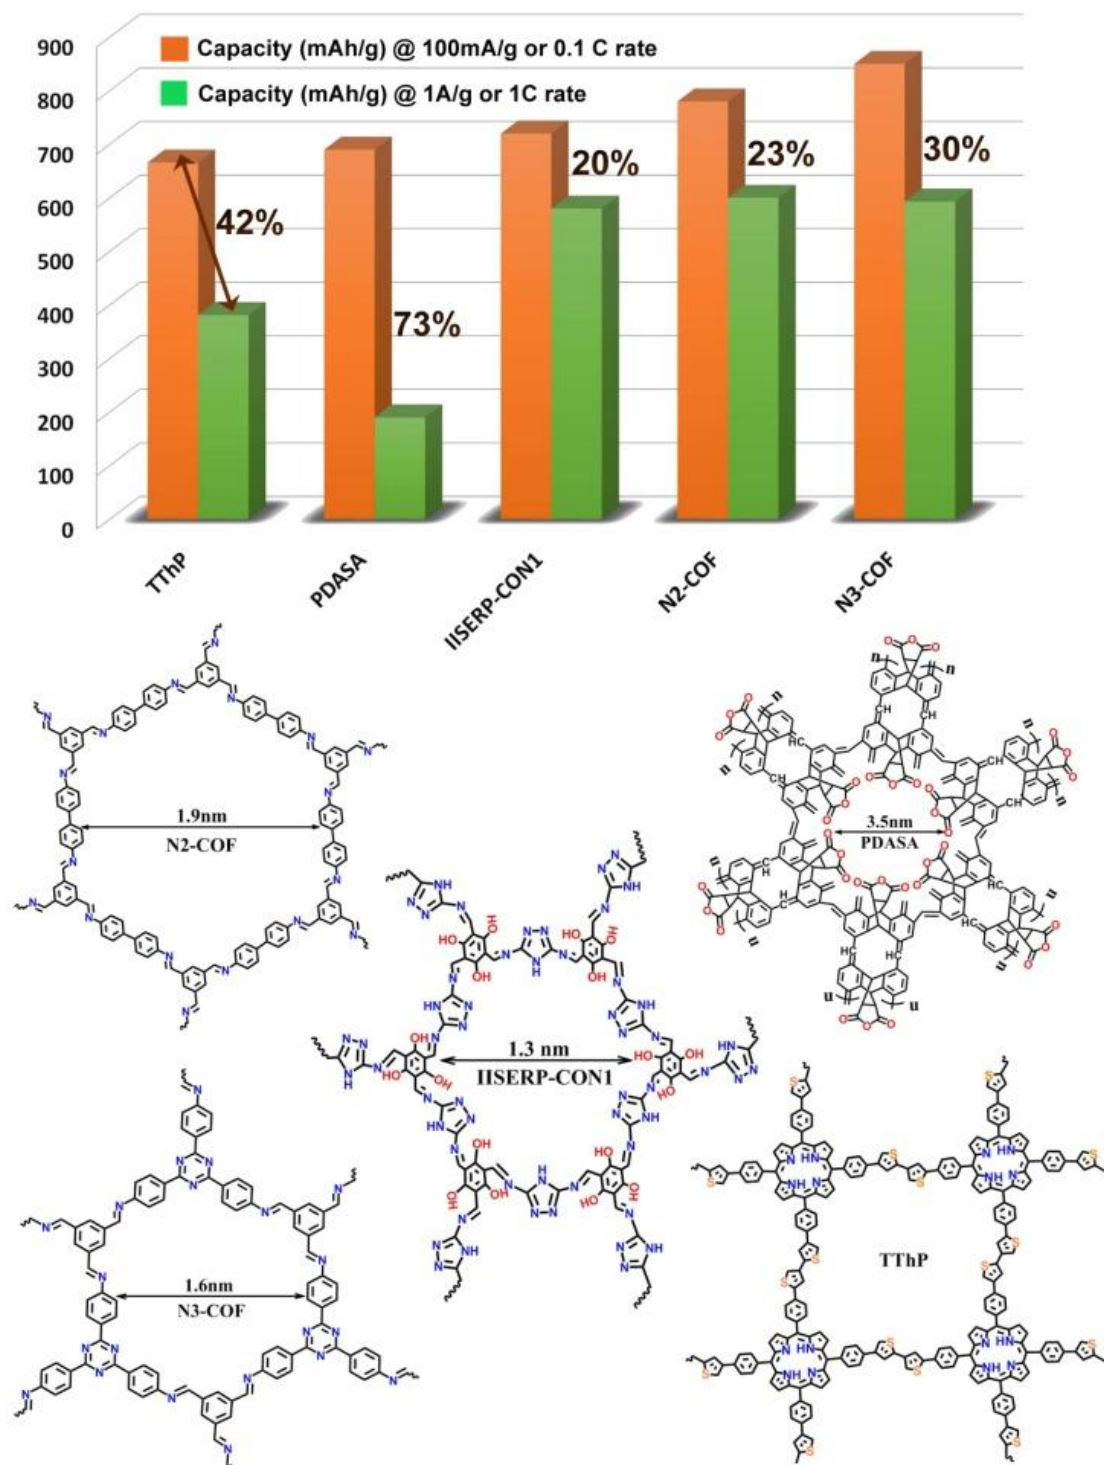 900
800
700
600
500
400
300
200
100
0
Capacity (mAh/g) @ 100mA/g or 0.1 C rate
Capacity (mAh/g) @ 1A/g or 1C rate
42%
73%
20%
23%
30%
TThP
PDASA
IISERP-CON1
N2-COF
N3-COF
1.9nm
N2-COF
3.5nm
PDASA
1.3 nm
IISERP-CON1
1.6nm
N3-COF
TThP